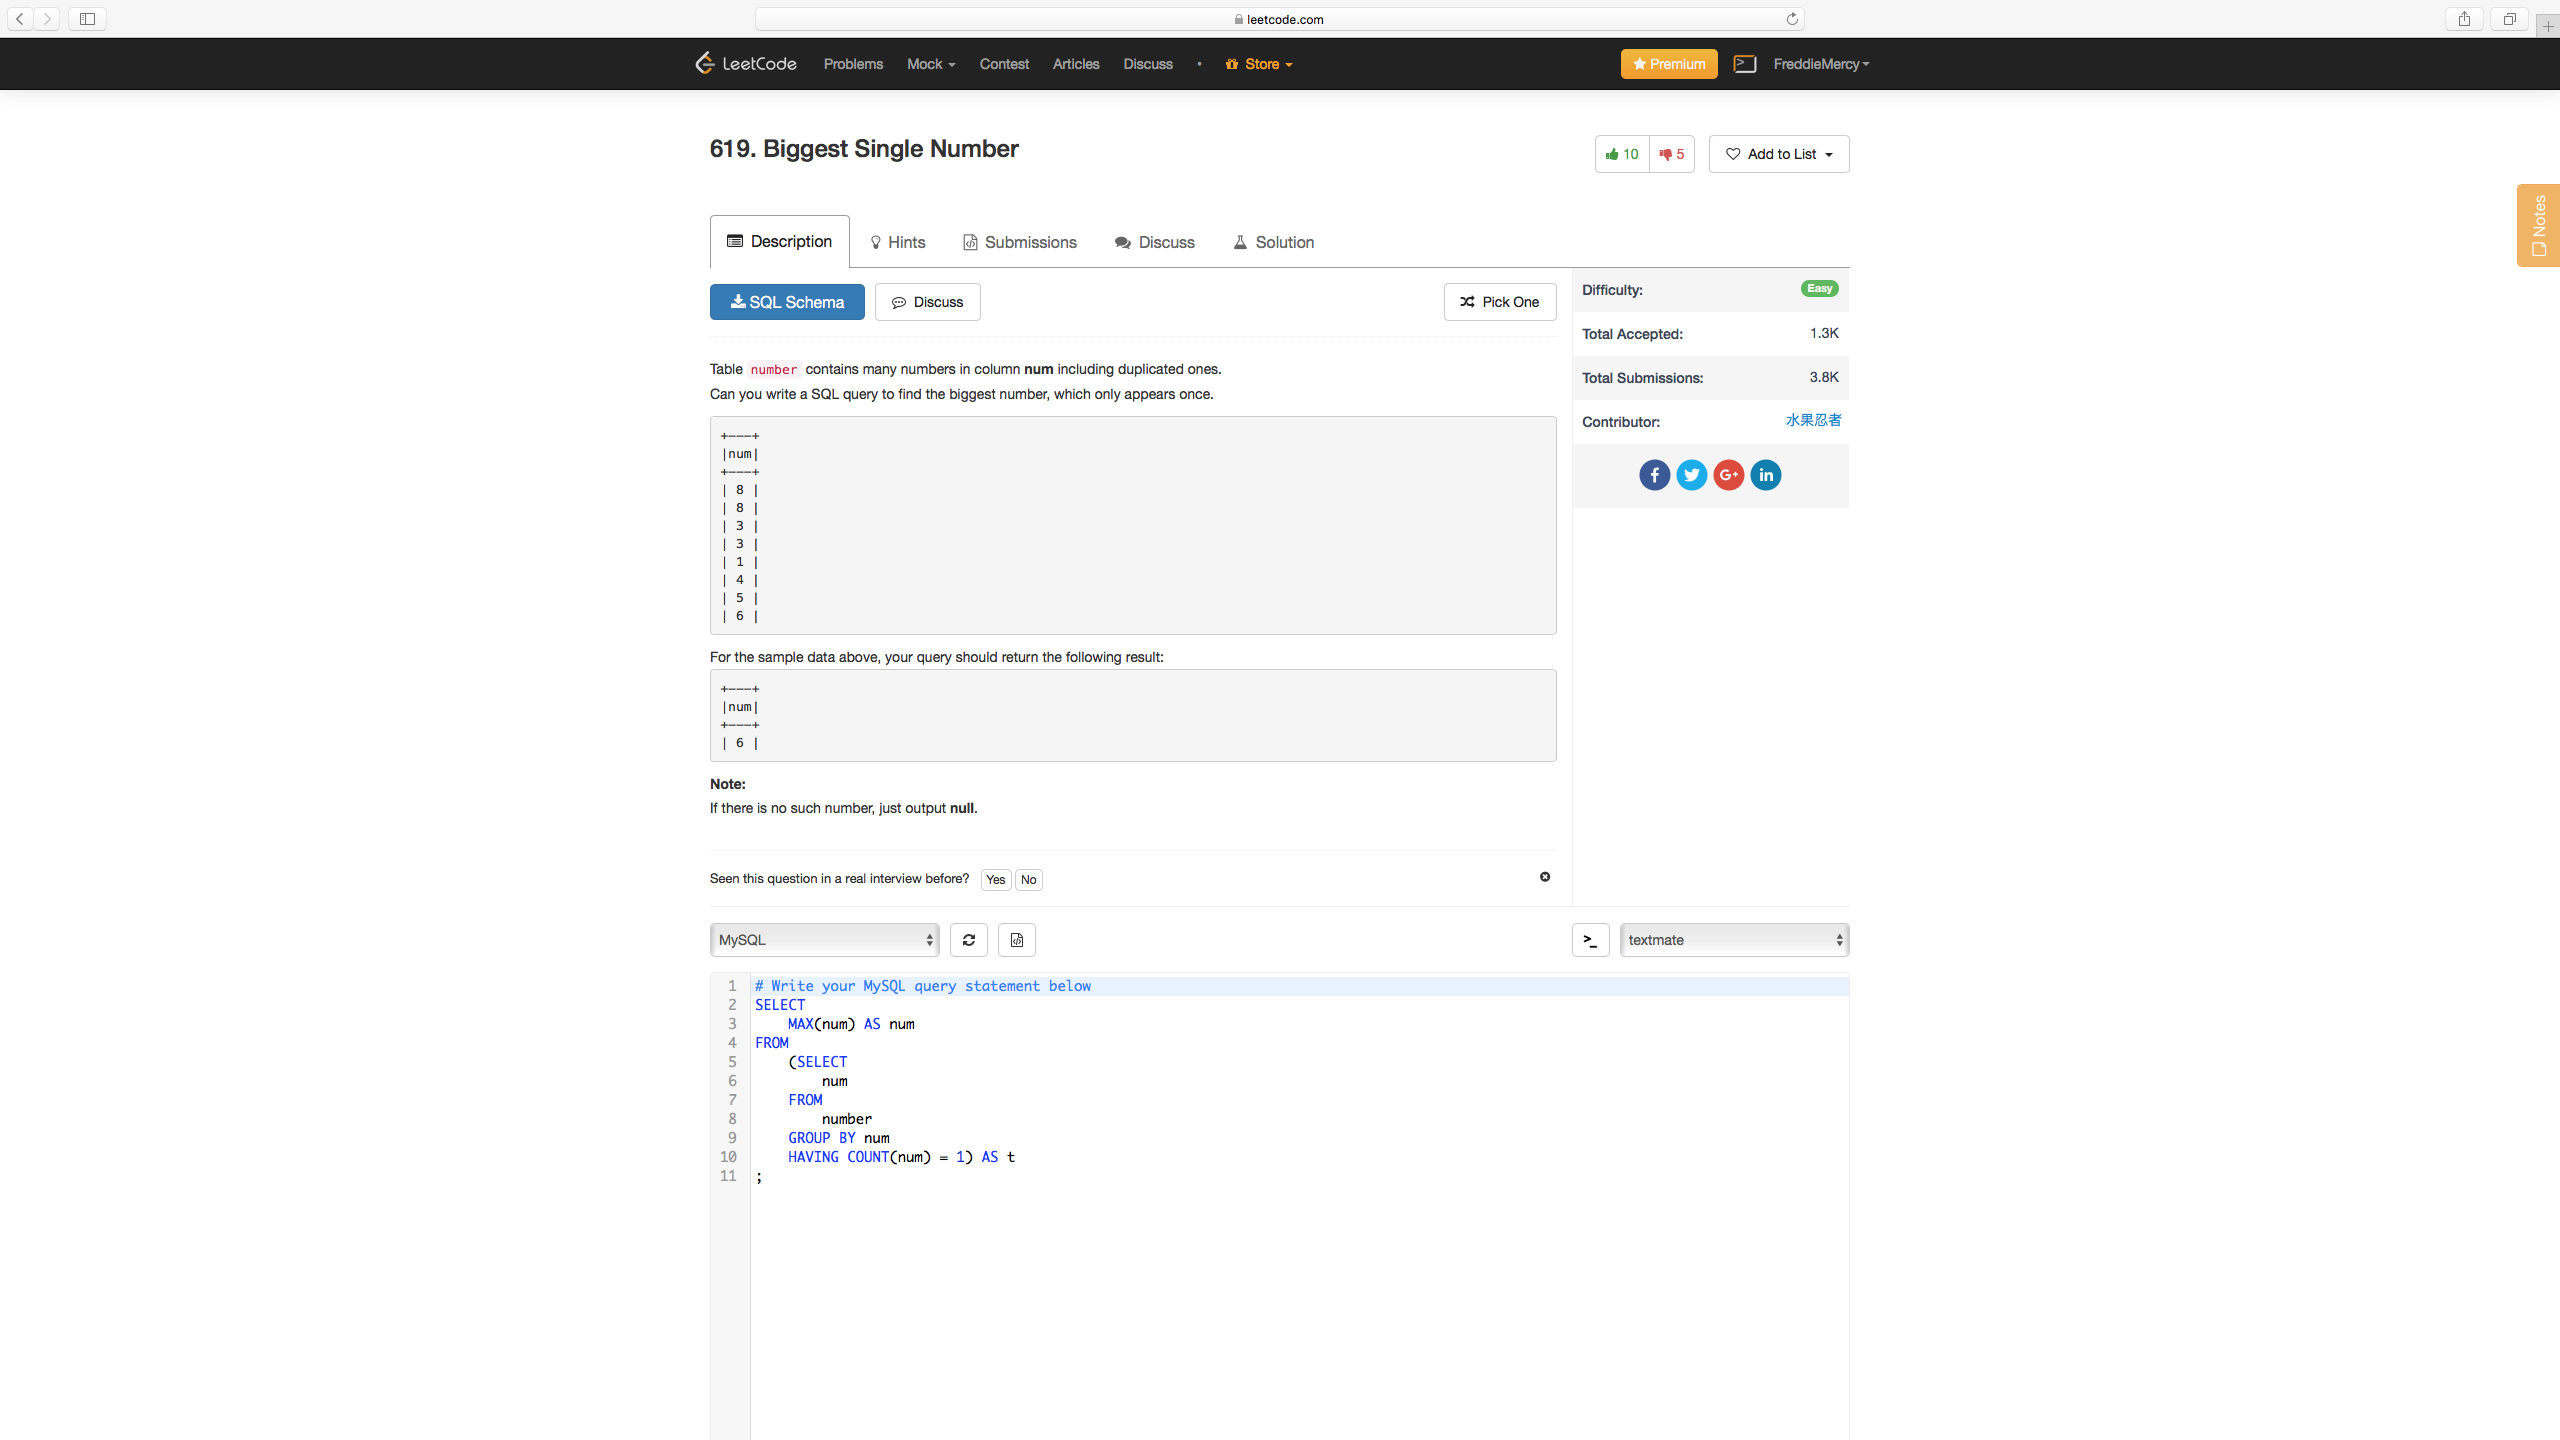 leetcode.com
LeetCode Problems Mock Contest Articles Discuss • Store Premium FreddieMercy
619. Biggest Single Number
10 5 Add to List
Notes
Description Hints Submissions Discuss Solution
SQL Schema Discuss Pick One
Difficulty: Easy
Total Accepted: 1.3K
Total Submissions: 3.8K
Contributor: 水果忍者
Table number contains many numbers in column num including duplicated ones.
Can you write a SQL query to find the biggest number, which only appears once.
+---+
|num|
+---+
| 8 |
| 8 |
| 3 |
| 3 |
| 1 |
| 4 |
| 5 |
| 6 |
For the sample data above, your query should return the following result:
+---+
|num|
+---+
| 6 |
Note:
If there is no such number, just output null.
Seen this question in a real interview before? Yes No
MySQL >_ textmate
1 # Write your MySQL query statement below
2 SELECT
3 MAX(num) AS num
4 FROM
5 (SELECT
6 num
7 FROM
8 number
9 GROUP BY num
10 HAVING COUNT(num) = 1) AS t
11 ;